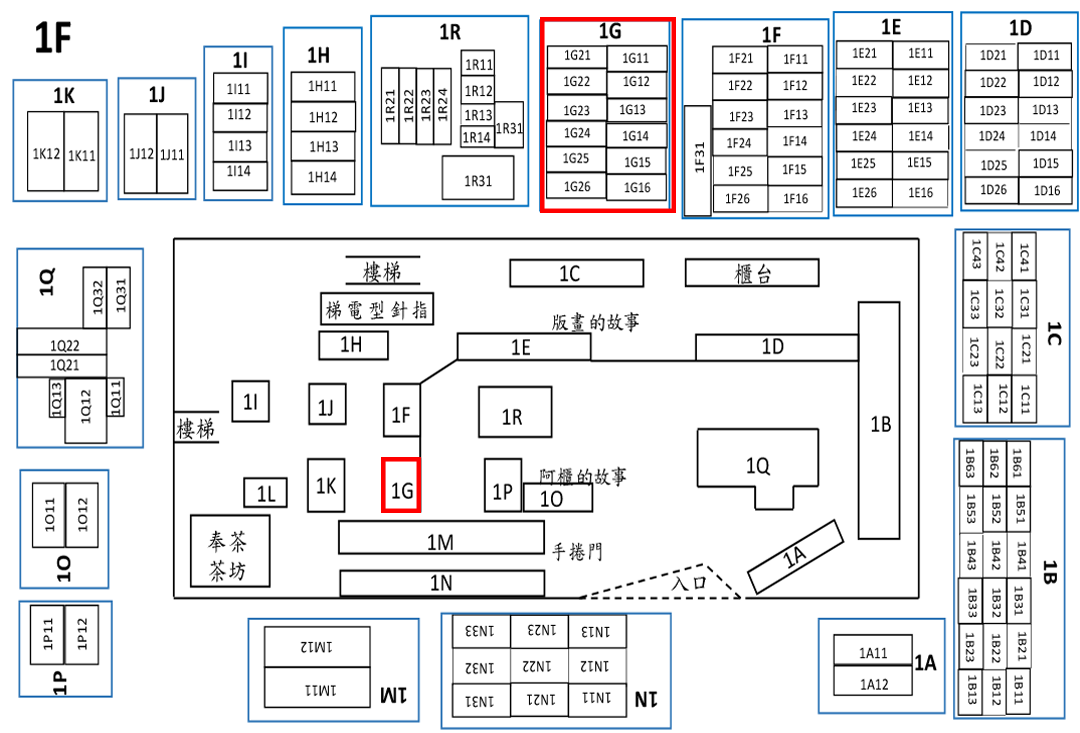 1F
1K
1K12
1K11
1J
1J12
1J11
1I
1I11
1I12
1I13
1I14
1H
1H11
1H12
1H13
1H14
1R
1R21
1R22
1R23
1R24
1R11
1R12
1R13
1R14
1R31
1R31
1G
1G21
1G11
1G22
1G12
1G23
1G13
1G24
1G14
1G25
1G15
1G26
1G16
1F
1F31
1F21
1F11
1F22
1F12
1F23
1F13
1F24
1F14
1F25
1F15
1F26
1F16
1E
1E21
1E11
1E22
1E12
1E23
1E13
1E24
1E14
1E25
1E15
1E26
1E16
1D
1D21
1D11
1D22
1D12
1D23
1D13
1D24
1D14
1D25
1D15
1D26
1D16
1Q
1Q32
1Q31
1Q22
1Q21
1Q13
1Q12
1Q11
樓梯
1C
櫃台
梯電型針指
版畫的故事
1H
1E
1D
1I
1J
1F
1R
1B
樓梯
1L
1K
1G
1P
阿櫃的故事
1O
1Q
奉茶
茶坊
1M
手捲門
1A
1N
入口
1C
1C43
1C42
1C41
1C33
1C32
1C31
1C23
1C22
1C21
1C13
1C12
1C11
1B
1B63
1B62
1B61
1B53
1B52
1B51
1B43
1B42
1B41
1B33
1B32
1B31
1B23
1B22
1B21
1B13
1B12
1B11
1O11
1O12
1O
1P11
1P12
1P
1M12
1M11
1M
1N33
1N23
1N13
1N32
1N22
1N12
1N31
1N21
1N11
1N
1A11
1A12
1A